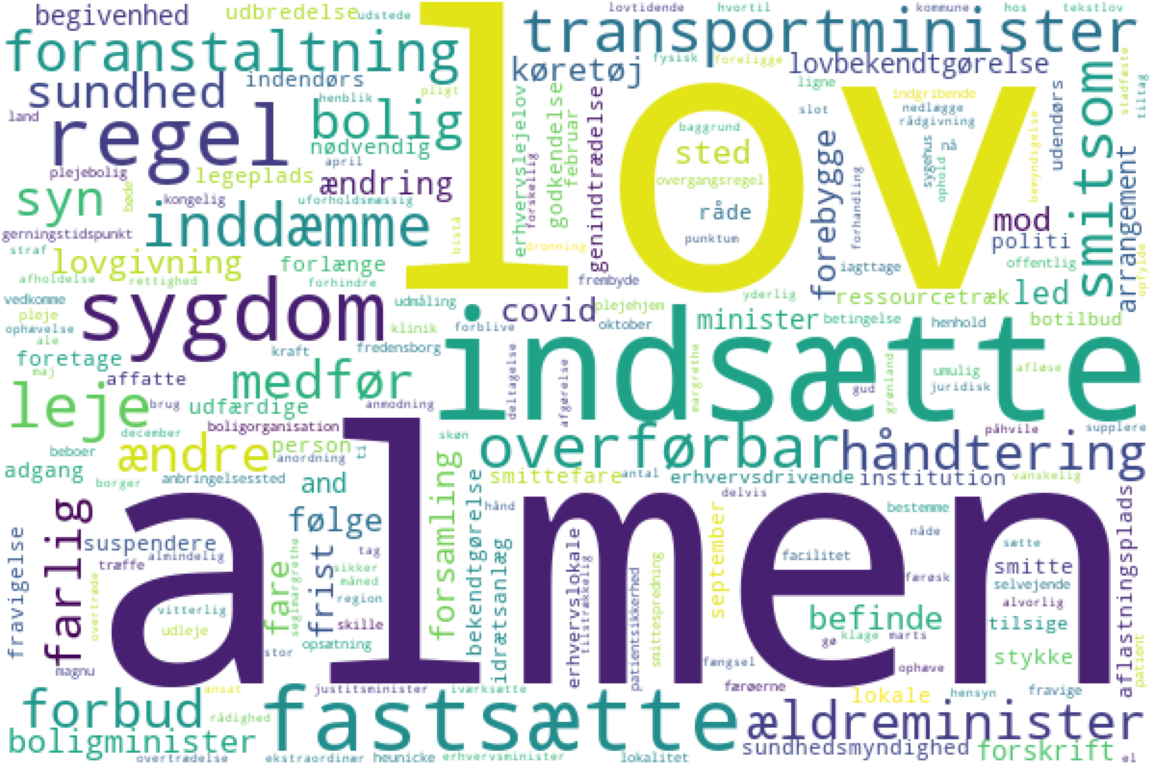 begivenhed
udbredelse
udstede
lov
lovtidende
hvortil
kommune
hos
tekstlov
foranstaltning
transportminister
fysisk
foreligge
lovbekendtgørelse
køretøj
sundhed
indendørs
henblik
pligt
land
regel
bolig
nødvendig
april
plejebolig
legeplads
ændring
syn
bøde
kongelig
uforholdsmæssig
gerningstidspunkt
inddæmme
bistå
straf
lovgivning
forlænge
afholdelse
rettighed
forhindre
erhvervslejelov
forskellig
godkendelse
februar
genindtrædelse
dronning
frembyde
baggrund
sted
overgangsregel
råde
punktum
ligne
slot
forebygge
forhandling
iagttage
indgribende
nedlægge
rådgivning
sygehus
ophold
nå
udendørs
bemyndigelse
mod
politi
offentlig
smitsom
arrangement
stadfæste
tiltag
opfylde
vedkomme
pleje
ophævelse
ale
sygdom
udmåling
klinik
covid
plejehjem
forblive
oktober
yderlig
ressourcetræk
led
minister
betingelse
henhold
botilbud
foretage
maj
kraft
fredensborg
indsætte
affatte
medfør
deltagelse
afgørelse
margrethe
gud
grønland
umulig
juridisk
afløse
leje
brug
udfærdige
anmodning
boligorganisation
december
beboer
ændre
person
anordning
ti
skøn
overførbar
håndtering
påhvile
supplere
adgang
borger
anbringelsessted
and
smittefare
antal
erhvervsdrivende
institution
vanskelig
almen
farlig
fravigelse
suspendere
almindelig
træffe
overtræde
vitterlig
udleje
magnu
stor
fare
segimargrethe
følge
frist
tag
sikker
måned
region
skille
opsætning
forsamling
bekendtgørelse
idrætsanlæg
hånd
erhvervslokale
tilstrækkelig
patientsikkerhed
smittespredning
september
delvis
bestemme
nåde
facilitet
færøsk
sætte
smitte
selvejende
alvorlig
befinde
tilsige
gø
klage
marts
fængsel
ophæve
stykke
aflastningsplads
patient
ansat
justitsminister
iværksætte
færøerne
lokale
hensyn
fravige
forbud
rådighed
fastsætte
ældreminister
boligminister
overtrædelse
ekstraordinær
heunicke
erhvervsminister
lokalitet
sundhedsmyndighed
forskrift
el